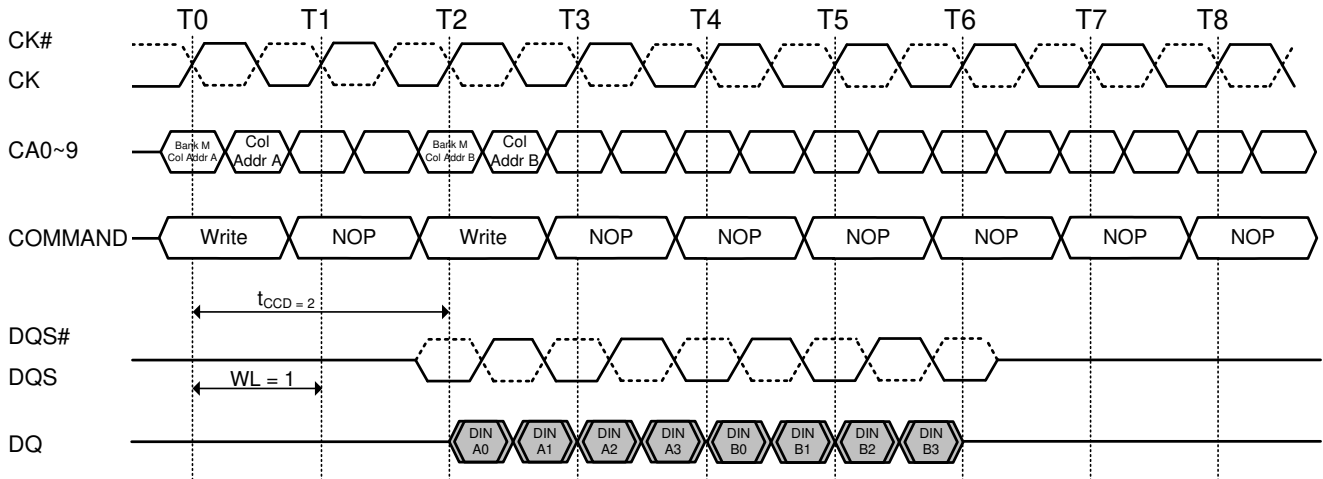 T0 T1 T2 T3 T4 T5 T6 T7 T8
CK#
CK
CA0~9
Bank M
Col Addr A
Col
Addr A
Bank M
Col Addr B
Col
Addr B
COMMAND Write NOP Write NOP NOP NOP NOP NOP NOP
tCCD = 2
DQS#
DQS
WL = 1
DQ
DIN
A0
DIN
A1
DIN
A2
DIN
A3
DIN
B0
DIN
B1
DIN
B2
DIN
B3